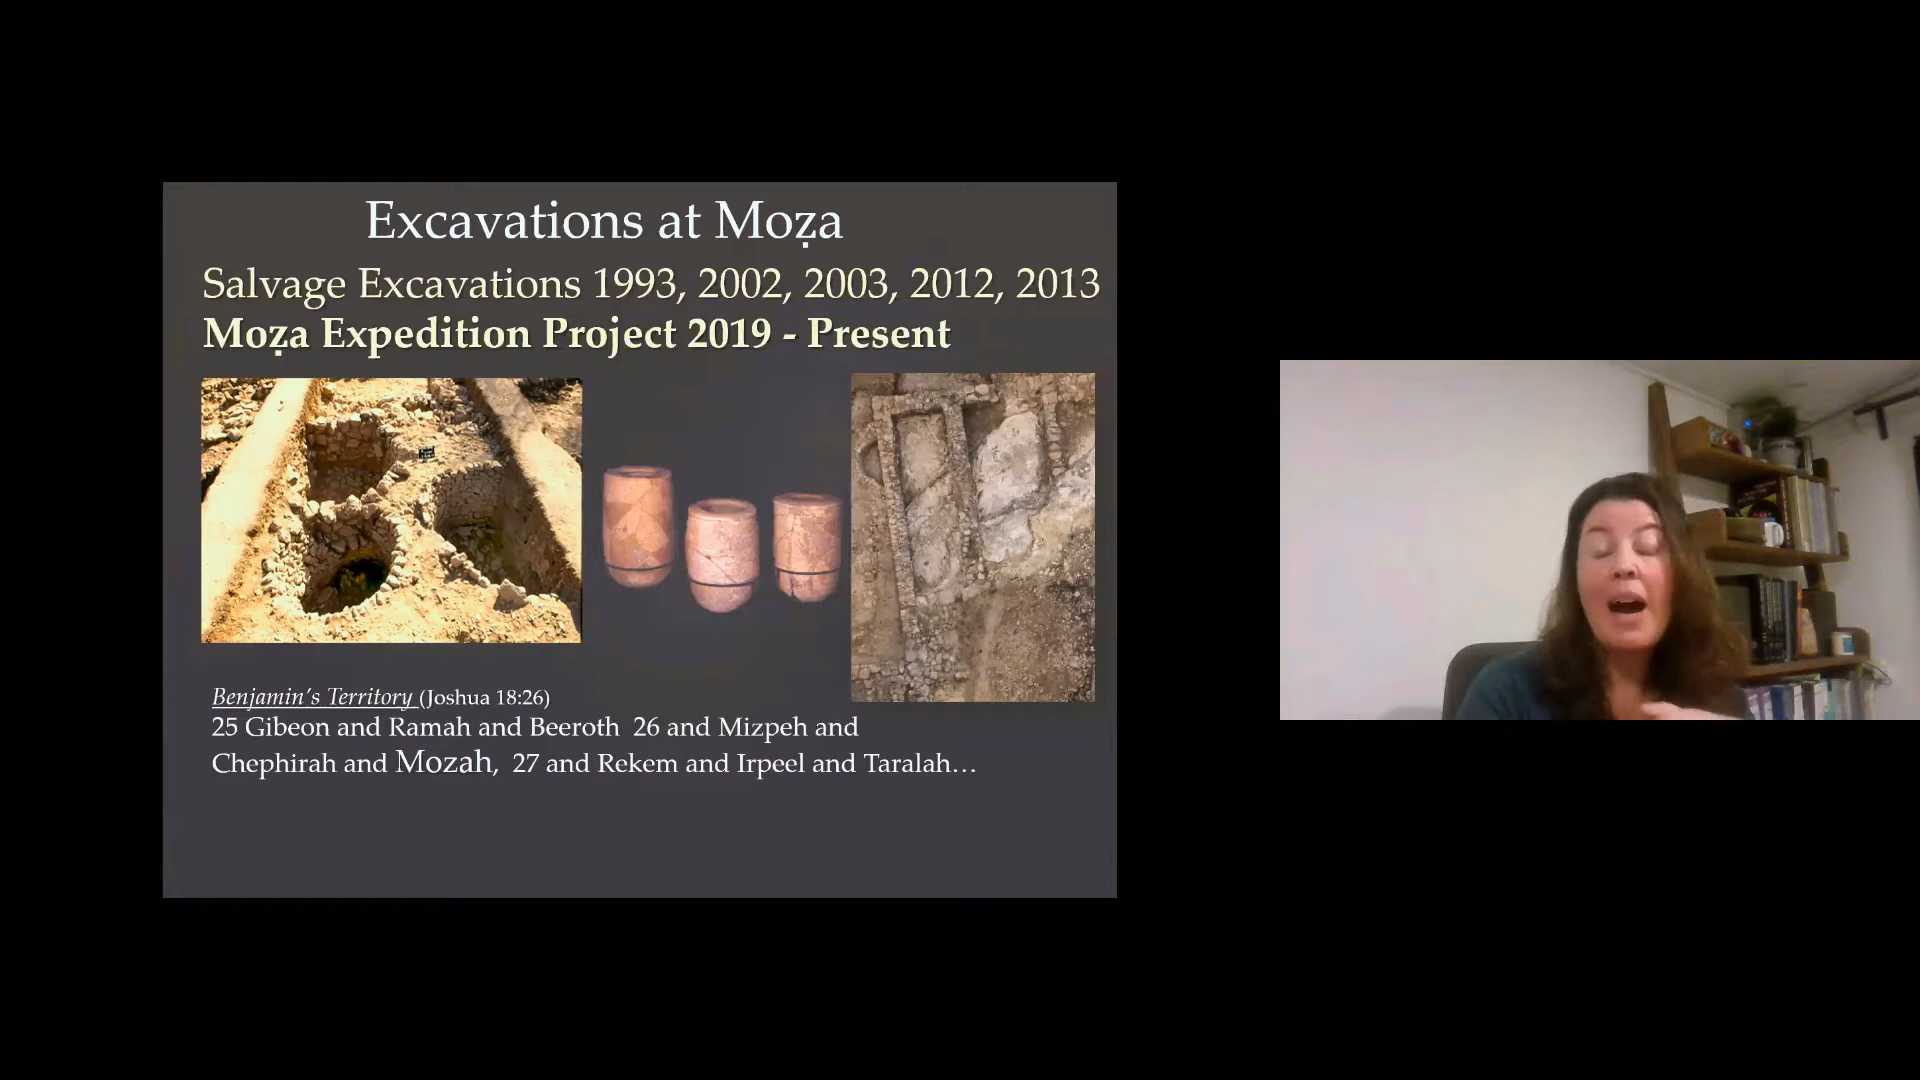 Excavations at Moẓa
Salvage Excavations 1993, 2002, 2003, 2012, 2013
Moẓa Expedition Project 2019 - Present
Benjamin's Territory (Joshua 18:26)
25 Gibeon and Ramah and Beeroth 26 and Mizpeh and
Chephirah and Mozah, 27 and Rekem and Irpeel and Taralah…